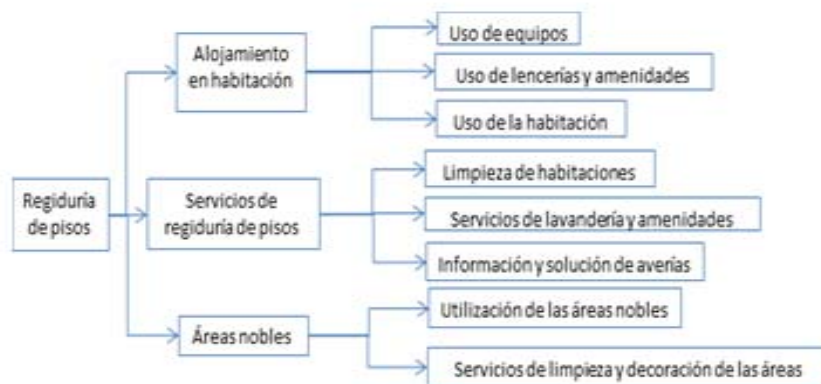 Regiduría
de pisos
Alojamiento
en habitación
Uso de equipos
Uso de lencerías y amenidades
Uso de la habitación
Servicios de
regiduría de pisos
Limpieza de habitaciones
Servicios de lavandería y amenidades
Información y solución de averías
Áreas nobles
Utilización de las áreas nobles
Servicios de limpieza y decoración de las áreas